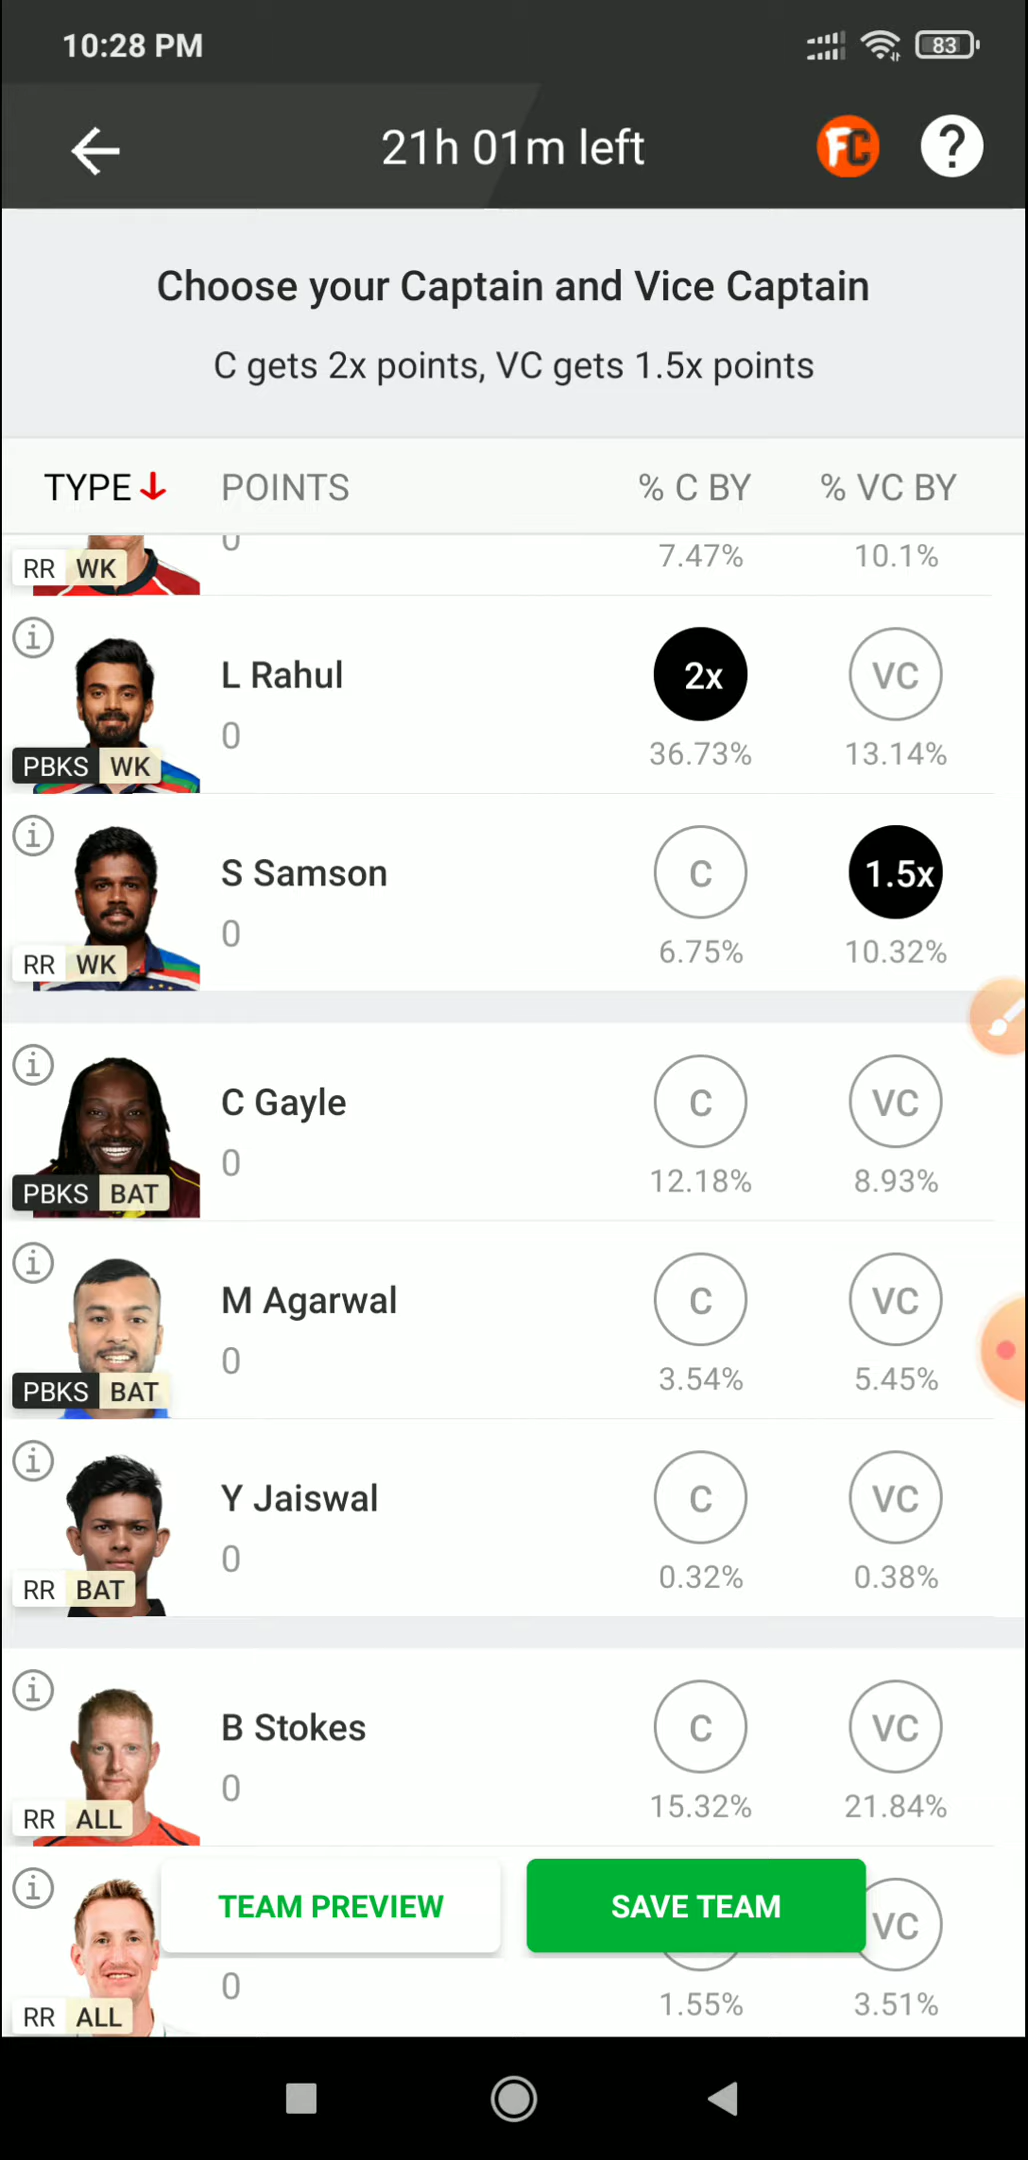 10:28 PM
83
21h 01m left
FC
?
Choose your Captain and Vice Captain
C gets 2x points, VC gets 1.5x points
TYPE POINTS % C BY % VC BY
0
RR WK 7.47% 10.1%
L Rahul 2x VC
0
PBKS WK 36.73% 13.14%
S Samson C 1.5x
0
RR WK 6.75% 10.32%
C Gayle C VC
0
PBKS BAT 12.18% 8.93%
M Agarwal C VC
0
PBKS BAT 3.54% 5.45%
Y Jaiswal C VC
0
RR BAT 0.32% 0.38%
B Stokes C VC
0
RR ALL 15.32% 21.84%
TEAM PREVIEW SAVE TEAM VC
0
RR ALL 1.55% 3.51%